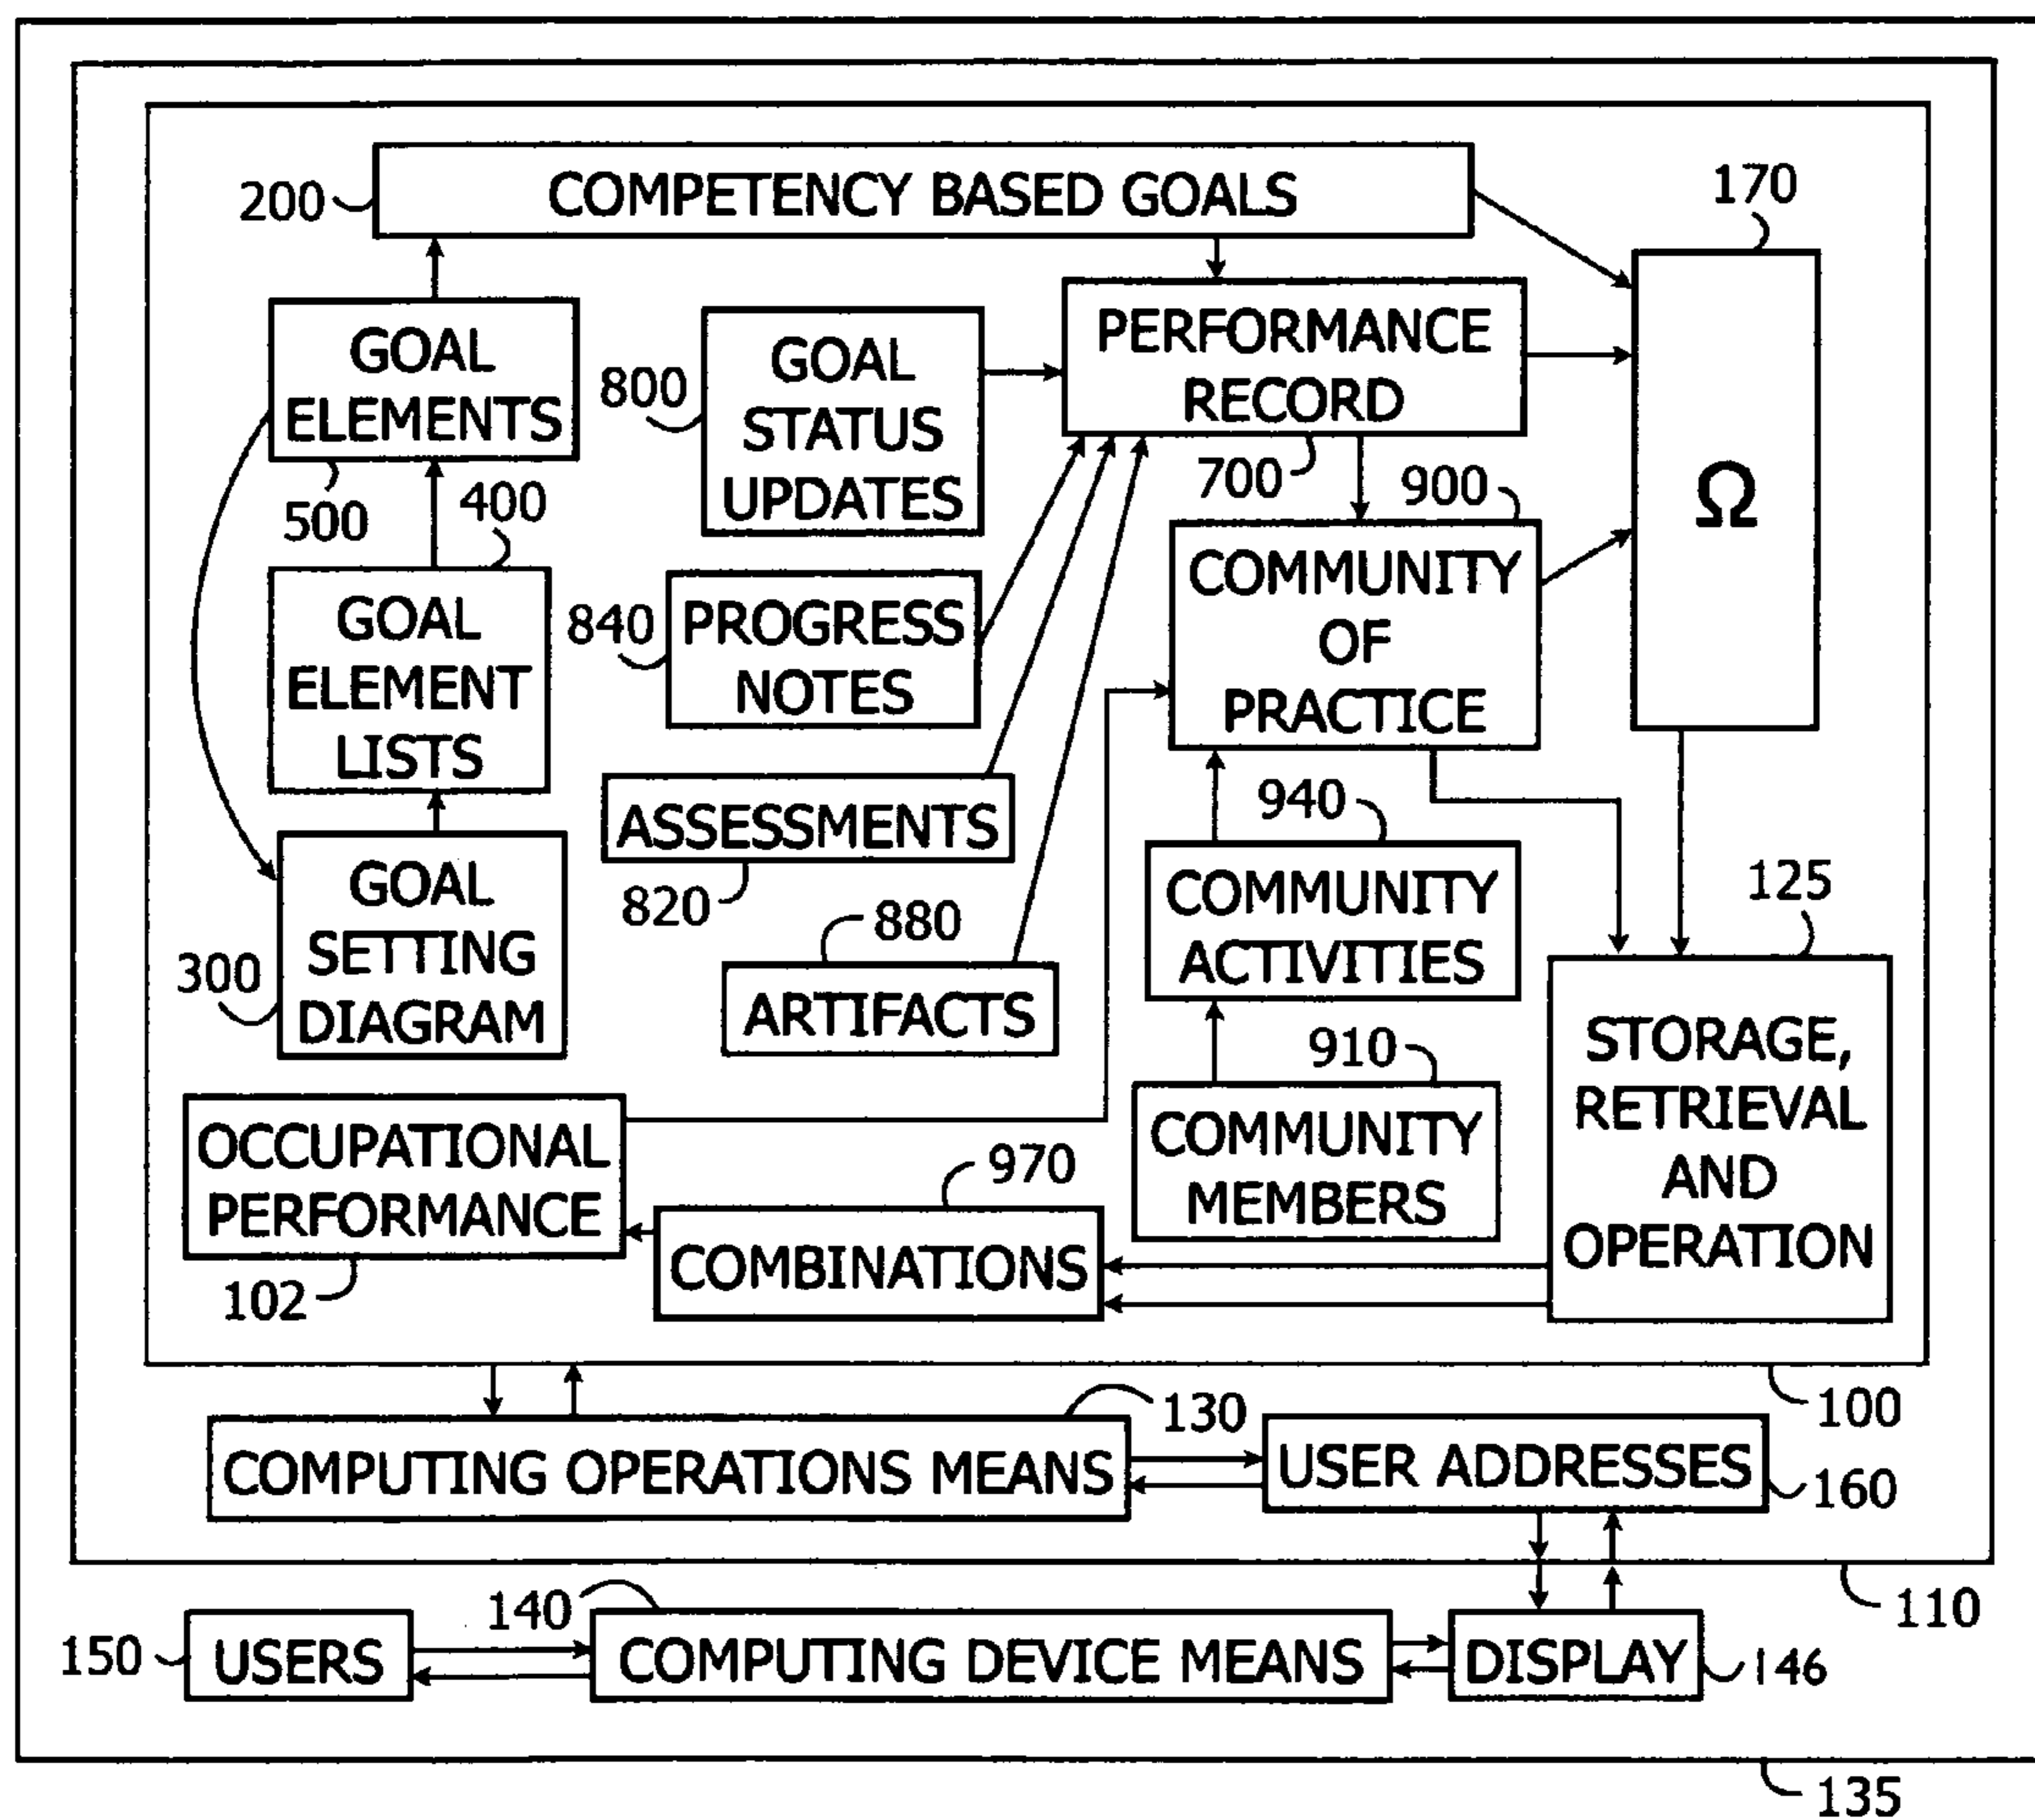 COMPETENCY BASED GOALS
200
170
GOAL
ELEMENTS
500
GOAL
STATUS
UPDATES
800
PERFORMANCE
RECORD
700
Ω
400
GOAL
ELEMENT
LISTS
840
PROGRESS
NOTES
900
COMMUNITY
OF
PRACTICE
ASSESSMENTS
820
940
COMMUNITY
ACTIVITIES
125
300
GOAL
SETTING
DIAGRAM
880
ARTIFACTS
910
COMMUNITY
MEMBERS
STORAGE,
RETRIEVAL
AND
OPERATION
OCCUPATIONAL
PERFORMANCE
102
970
COMBINATIONS
100
130
COMPUTING OPERATIONS MEANS
USER ADDRESSES
160
110
150
USERS
140
COMPUTING DEVICE MEANS
DISPLAY
146
135